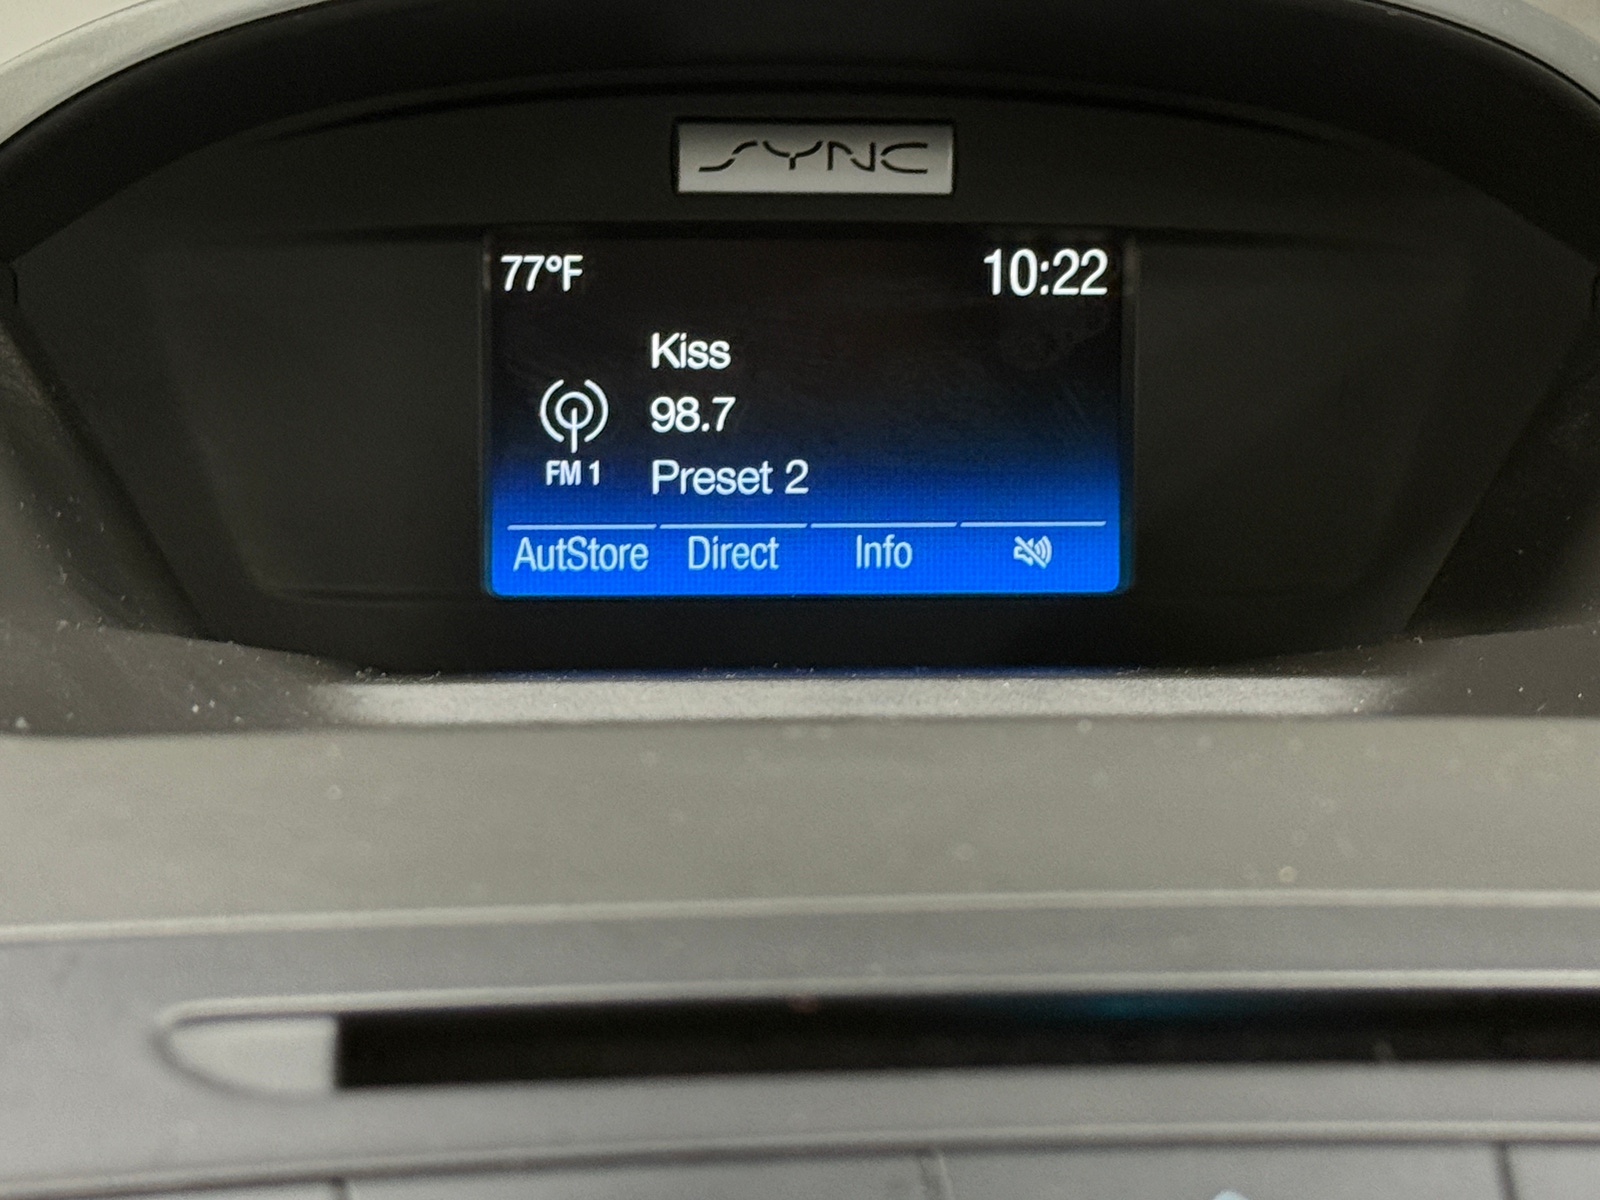 SYNC
77°F 10:22
Kiss
98.7
FM 1 Preset 2
AutStore Direct Info